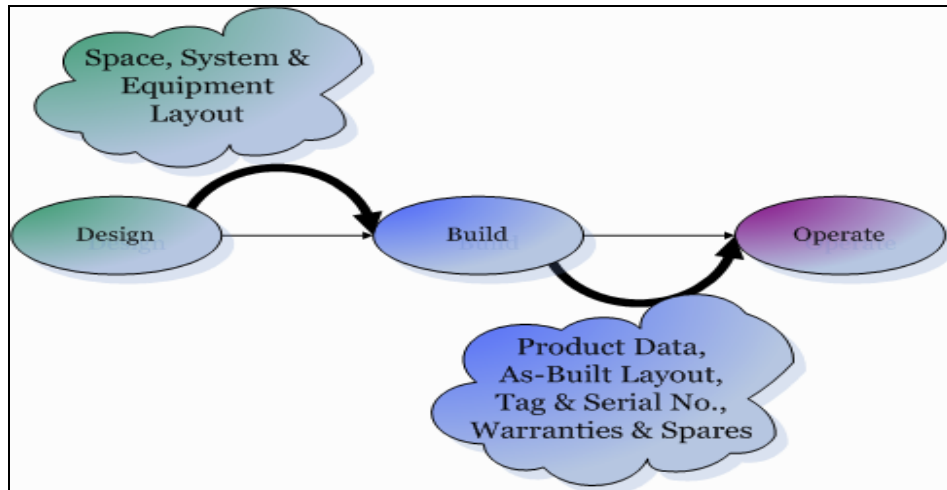 Space, System &
Equipment
Layout
Design
Build
Operate
Product Data,
As-Built Layout,
Tag & Serial No.,
Warranties & Spares